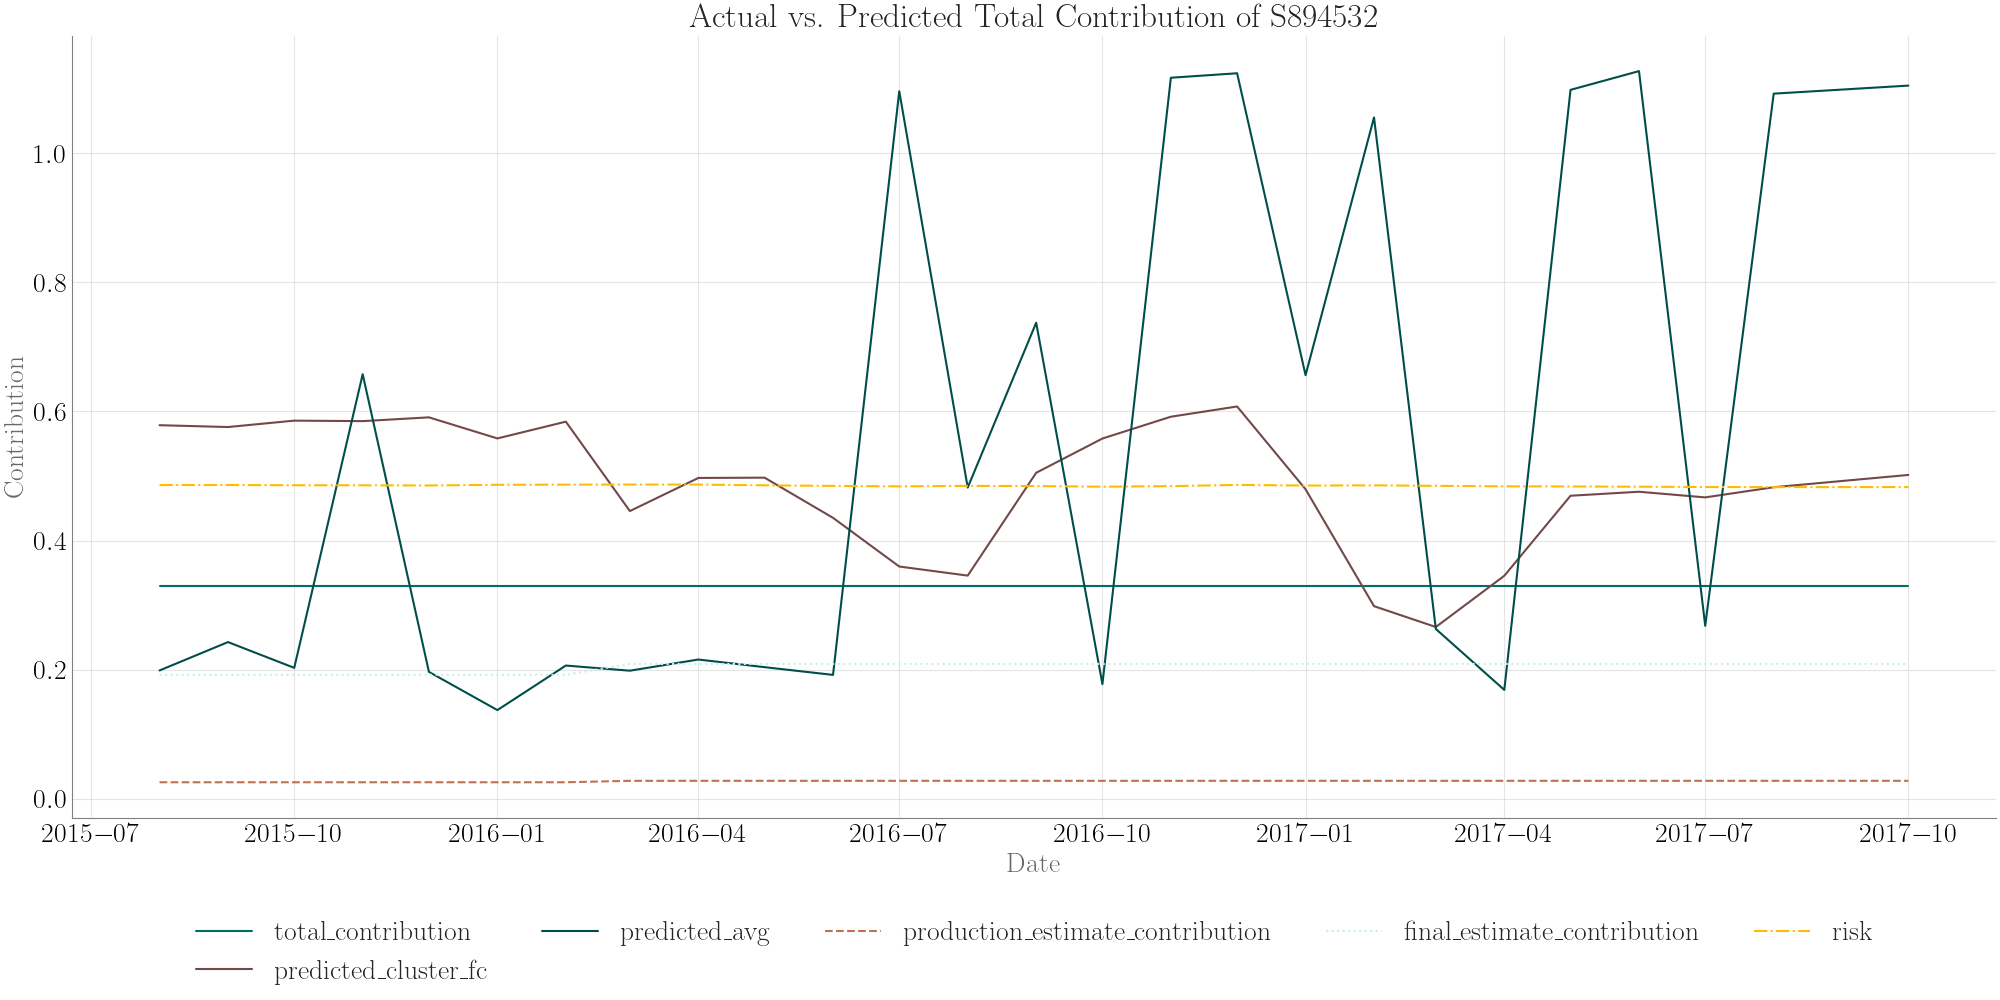 Actual vs. Predicted Total Contribution of S894532
Contribution
1.0
0.8
0.6
0.4
0.2
0.0
2015–07 2015–10 2016–01 2016–04 2016–07 2016–10 2017–01 2017–04 2017–07 2017–10
Date
total_contribution predicted_avg production_estimate_contribution final_estimate_contribution risk
predicted_cluster_fc